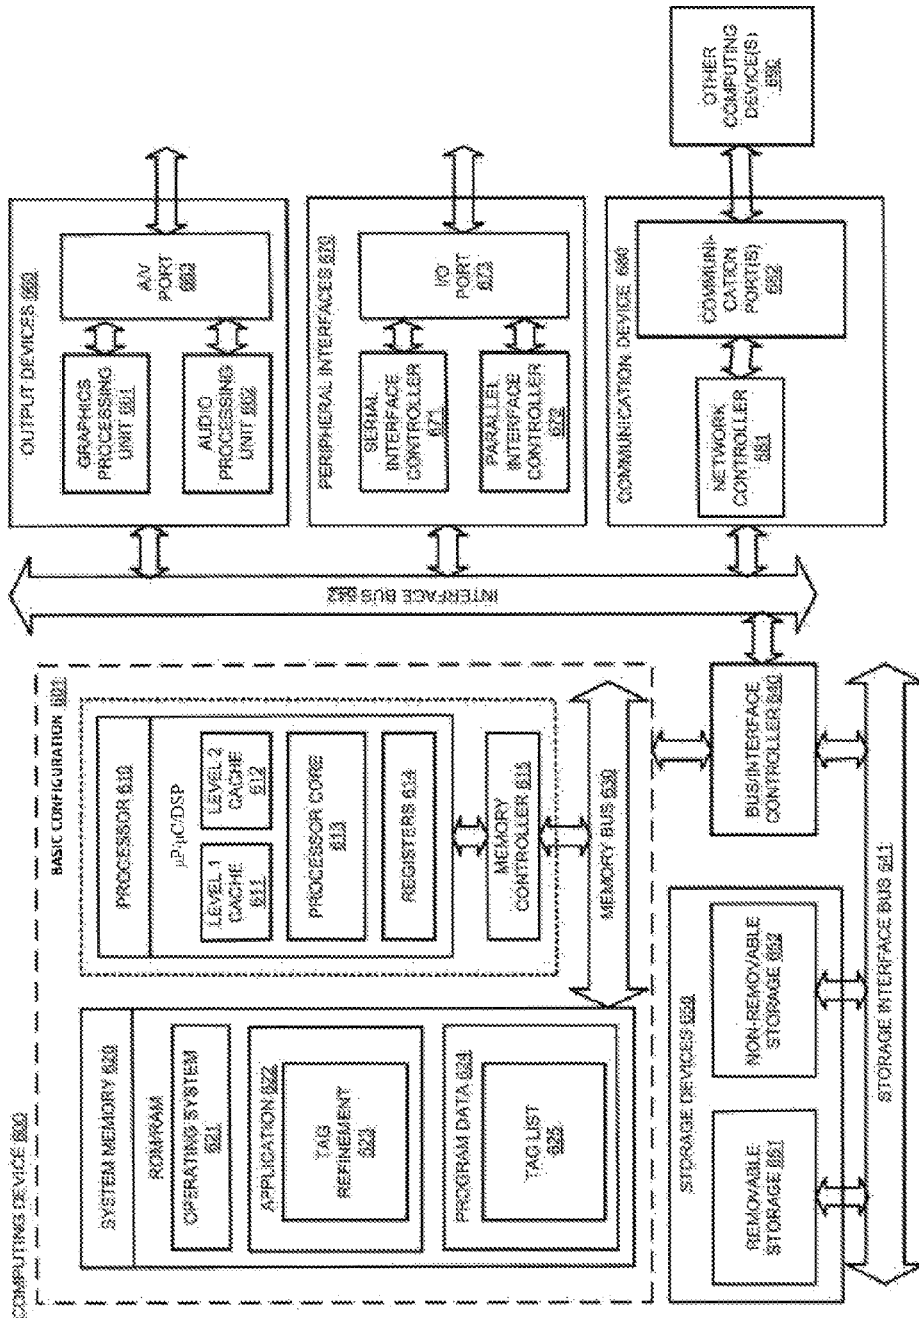 COMPUTING DEVICE 600
BASIC CONFIGURATION 601
SYSTEM MEMORY 620
ROM/RAM
OPERATING SYSTEM
621
APPLICATION 622
TAG
REFINEMENT
623
PROGRAM DATA 624
TAG LIST
625
PROCESSOR 610
µP/µC/DSP
LEVEL 1
CACHE
611
LEVEL 2
CACHE
612
PROCESSOR CORE
613
REGISTERS 614
MEMORY
CONTROLLER 615
MEMORY BUS 630
BUS/INTERFACE
CONTROLLER 640
STORAGE DEVICES 650
REMOVABLE
STORAGE 651
NON-REMOVABLE
STORAGE 652
STORAGE INTERFACE BUS 641
INTERFACE BUS 642
OUTPUT DEVICES 660
GRAPHICS
PROCESSING
UNIT 661
AUDIO
PROCESSING
UNIT 662
A/V
PORT
663
PERIPHERAL INTERFACES 670
SERIAL
INTERFACE
CONTROLLER
671
PARALLEL
INTERFACE
CONTROLLER
672
I/O
PORT
673
COMMUNICATION DEVICE 680
NETWORK
CONTROLLER
681
COMMUNI-
CATION
PORT(S)
682
OTHER
COMPUTING
DEVICE(S)
690